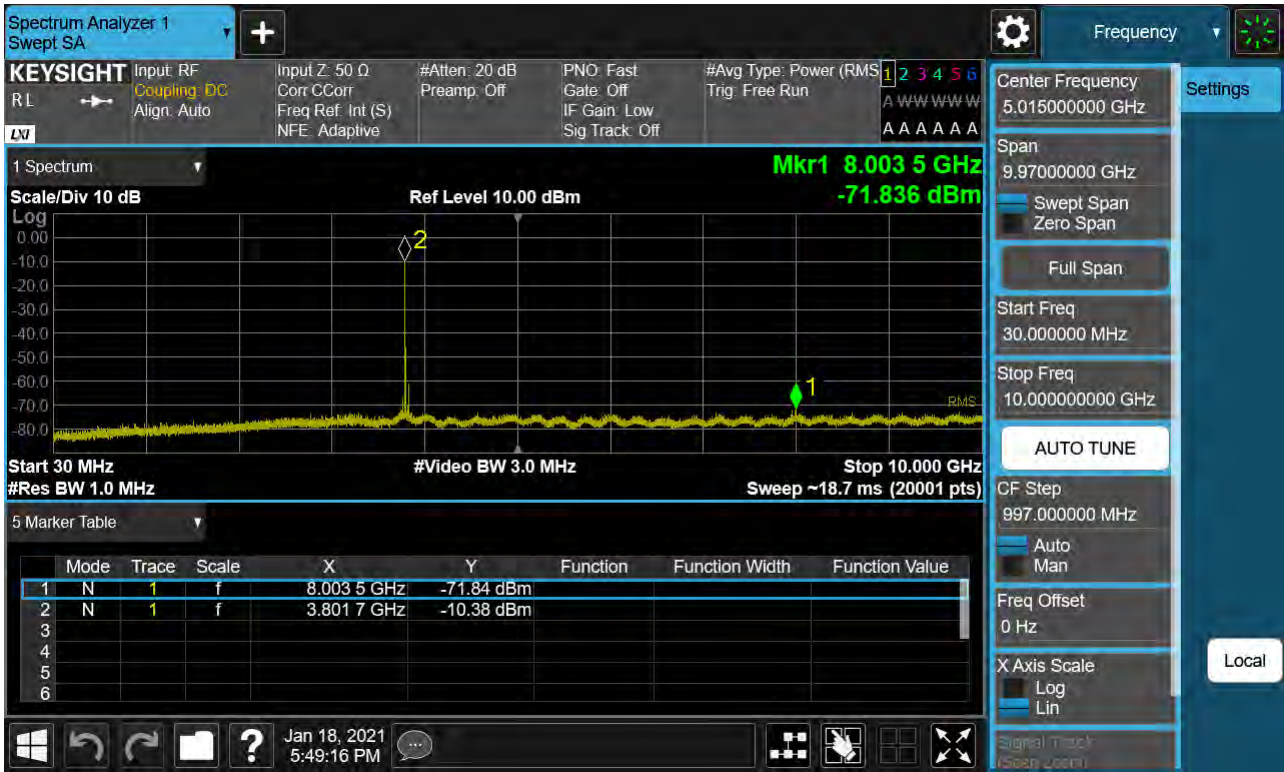 Spectrum Analyzer 1
Swept SA
+
Frequency
KEYSIGHT
RL
LXI
Input: RF
Coupling: DC
Align: Auto
Input Z: 50 Ω
Corr CCorr
Freq Ref: Int (S)
NFE: Adaptive
#Atten: 20 dB
Preamp: Off
PNO: Fast
Gate: Off
IF Gain: Low
Sig Track: Off
#Avg Type: Power (RMS
Trig: Free Run
1 2 3 4 5 6
A W W W W W
A A A A A A
1 Spectrum
Scale/Div 10 dB
Ref Level 10.00 dBm
Mkr1 8.003 5 GHz
-71.836 dBm
Log
0.00
-10.0
-20.0
-30.0
-40.0
-50.0
-60.0
-70.0
-80.0
2
1
RMS
Start 30 MHz
#Video BW 3.0 MHz
Stop 10.000 GHz
#Res BW 1.0 MHz
Sweep ~18.7 ms (20001 pts)
5 Marker Table
Mode Trace Scale X Y Function Function Width Function Value
1 N 1 f 8.003 5 GHz -71.84 dBm
2 N 1 f 3.801 7 GHz -10.38 dBm
3
4
5
6
Jan 18, 2021
5:49:16 PM
?
Center Frequency
5.015000000 GHz
Settings
Span
9.97000000 GHz
Swept Span
Zero Span
Full Span
Start Freq
30.000000 MHz
Stop Freq
10.000000000 GHz
AUTO TUNE
CF Step
997.000000 MHz
Auto
Man
Freq Offset
0 Hz
X Axis Scale
Log
Lin
Local
Signal Track
(Span Zoom)